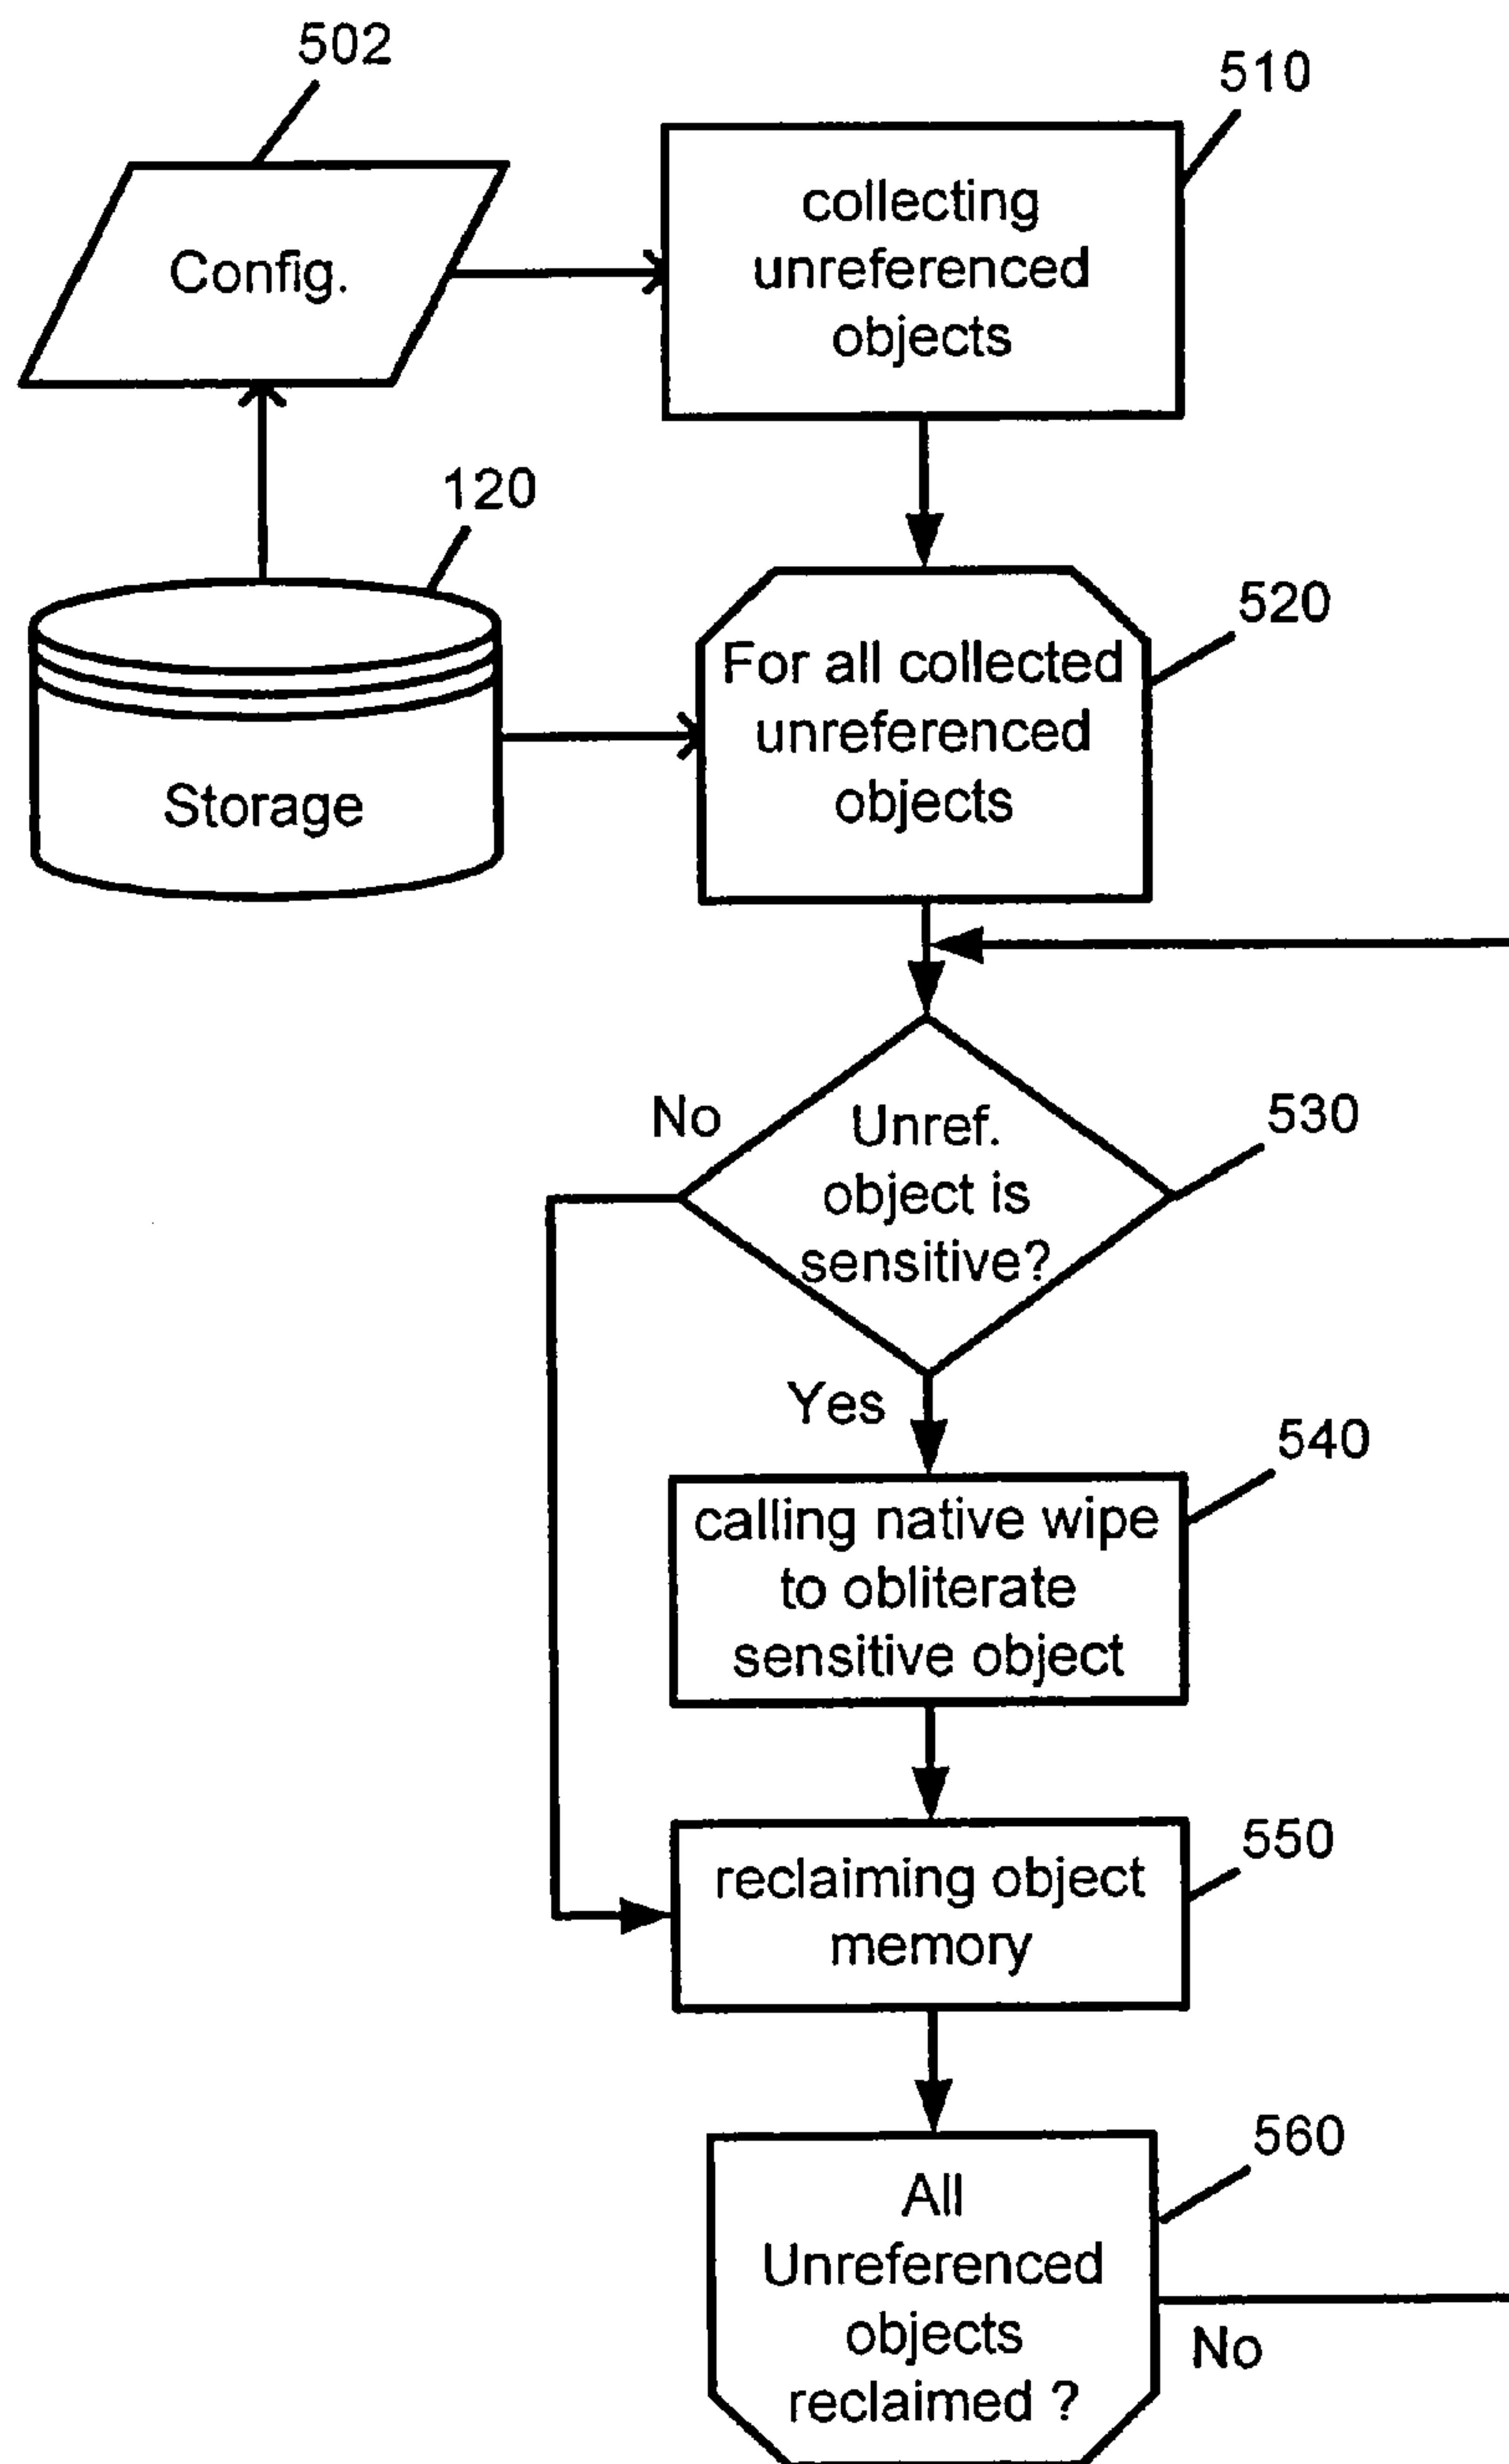 502
510
Config.
collecting
unreferenced
objects
120
Storage
520
For all collected
unreferenced
objects
No
530
Unref.
object is
sensitive?
Yes
540
calling native wipe
to obliterate
sensitive object
550
reclaiming object
memory
560
All
Unreferenced
objects
reclaimed ?
No